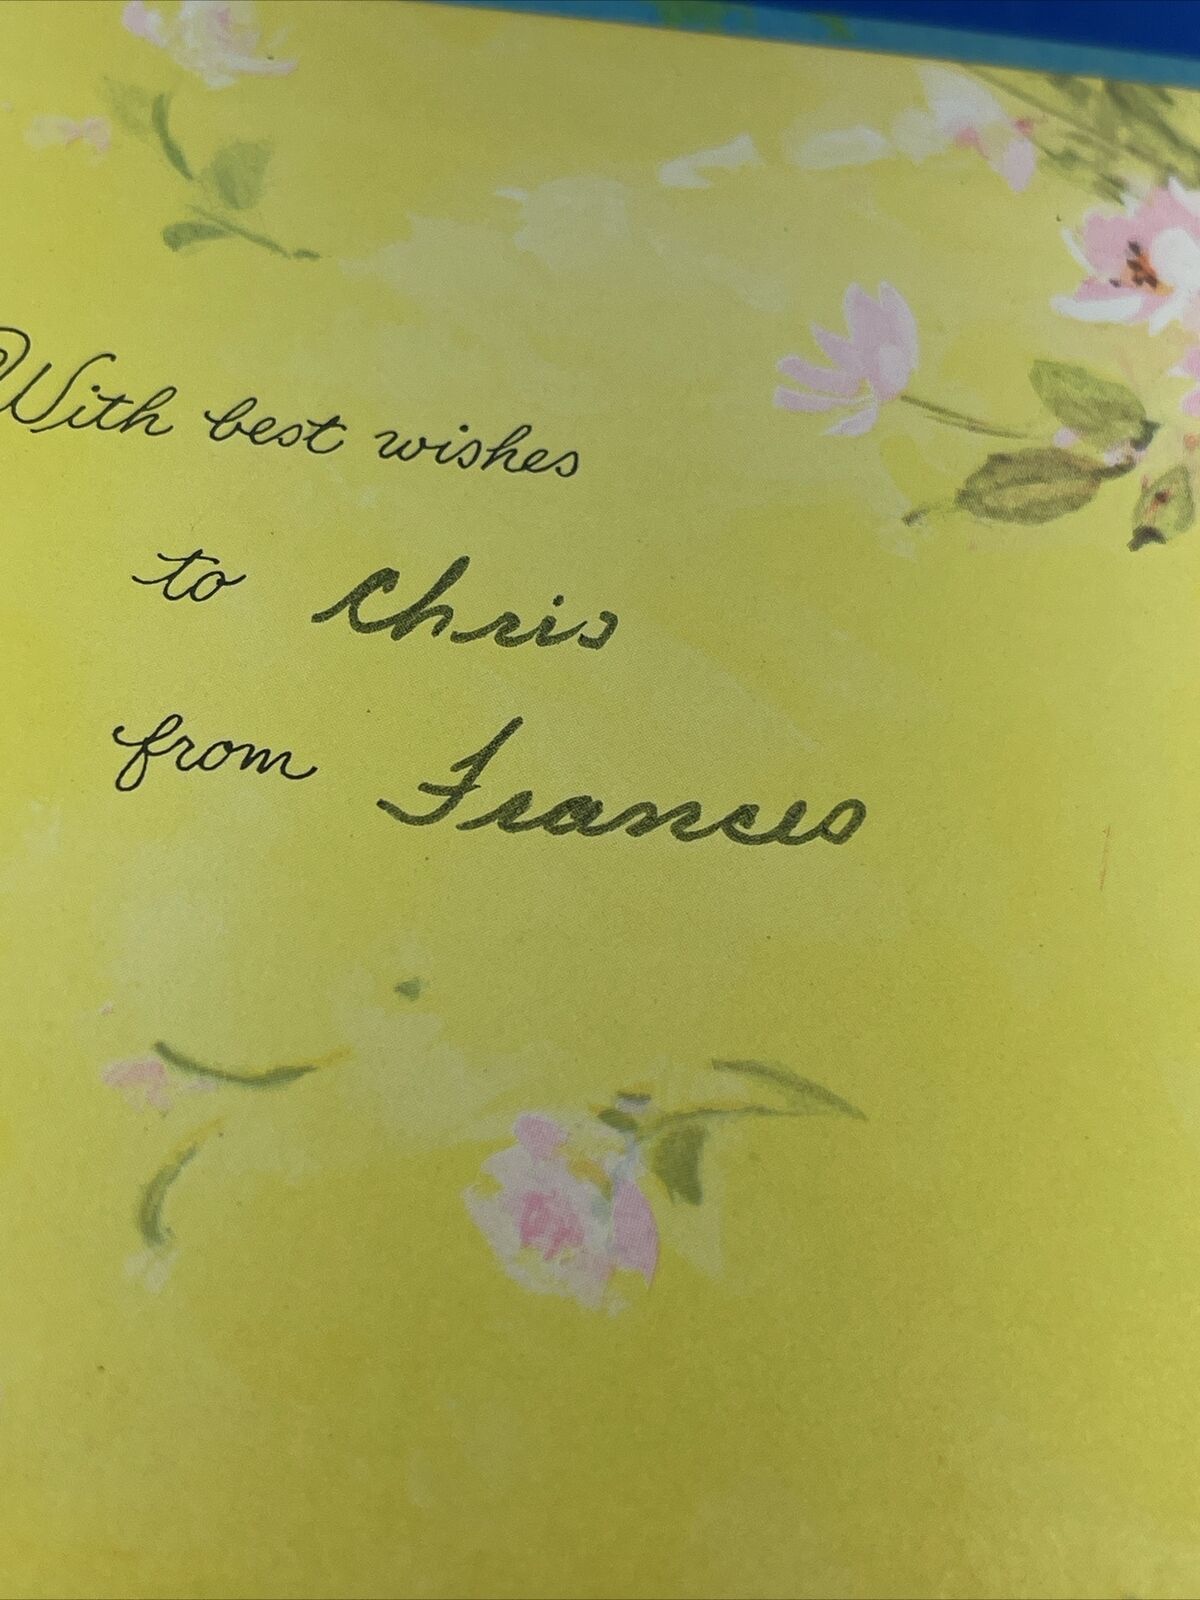 With best wishes
to Chris
from Frances